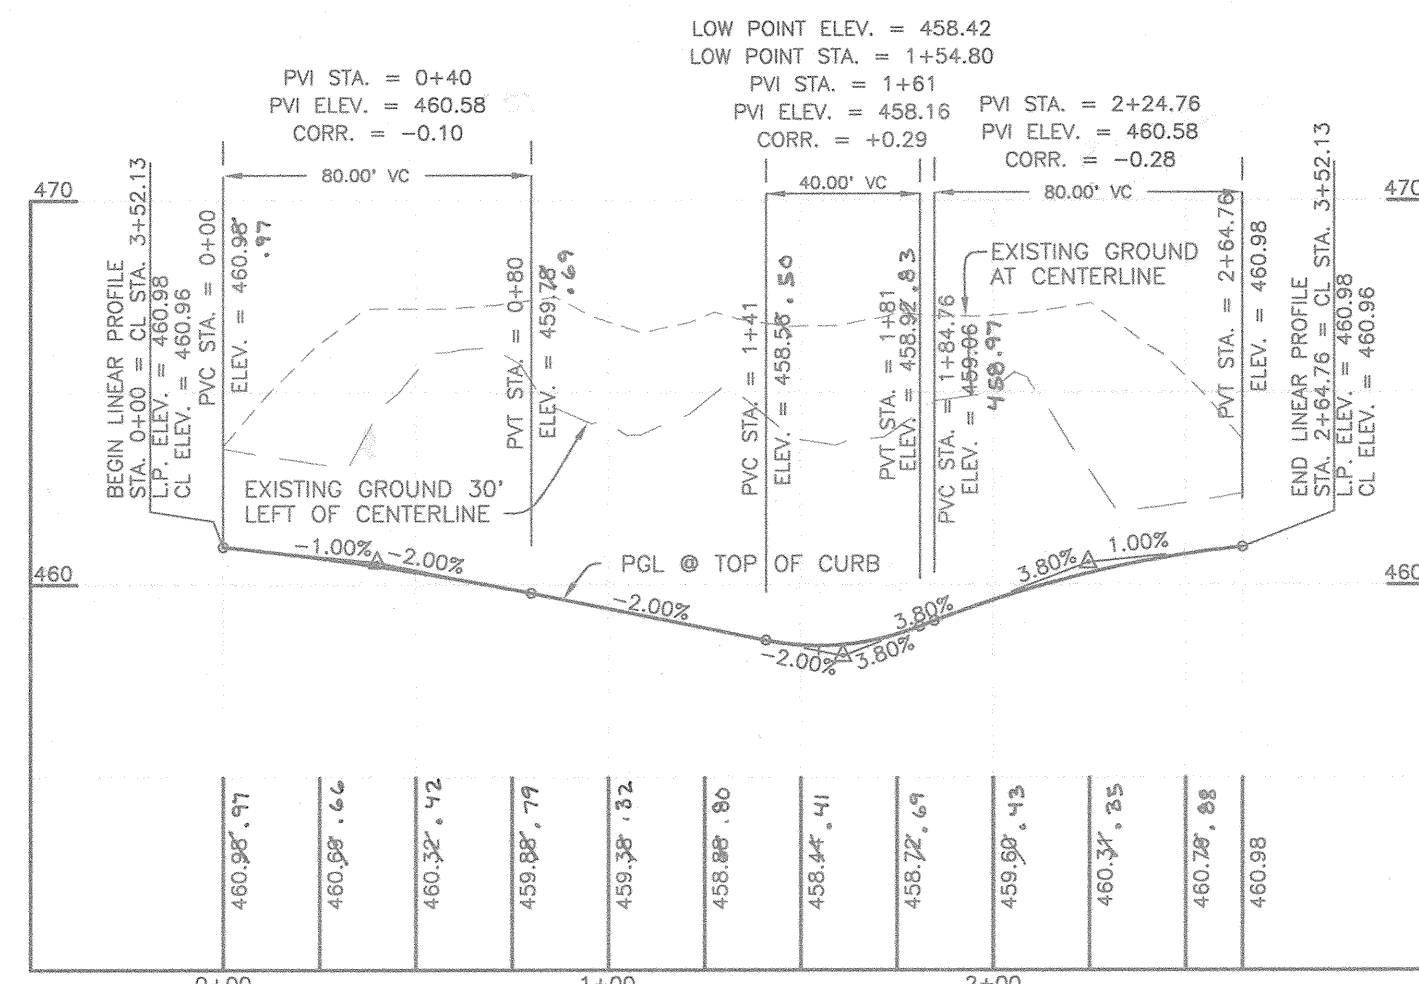 LOW POINT ELEV. = 458.42
LOW POINT STA. = 1+54.80
PVI STA. = 1+61
PVI ELEV. = 458.16
CORR. = +0.29
PVI STA. = 0+40
PVI ELEV. = 460.58
CORR. = -0.10
PVI STA. = 2+24.76
PVI ELEV. = 460.58
CORR. = -0.28
80.00' VC
40.00' VC
80.00' VC
470
470
BEGIN LINEAR PROFILE
STA. 0+00 = CL STA. 3+52.13
L.P. ELEV. = 460.98
CL ELEV. = 460.96
PVC STA. = 0+00
ELEV. = 460.98
.97
PVT STA. = 0+80
ELEV. = 459.78
.69
PVC STA. = 1+41
ELEV. = 458.56 .50
PVT STA. = 1+81
ELEV. = 458.92 .83
PVC STA. = 1+84.76
ELEV. = 459.06
458.97
EXISTING GROUND
AT CENTERLINE
PVT STA. = 2+64.76
ELEV. = 460.98
END LINEAR PROFILE
STA. 2+64.76 = CL STA. 3+52.13
L.P. ELEV. = 460.98
CL ELEV. = 460.96
EXISTING GROUND 30'
LEFT OF CENTERLINE
-1.00%
-2.00%
PGL @ TOP OF CURB
3.80%
1.00%
460
460
-2.00%
3.80%
-2.00%
3.80%
460.98 .97
460.69 .66
460.32 .42
459.88 .79
459.38 .32
458.88 .80
458.44 .41
458.72 .69
459.60 .43
460.31 .35
460.78 .88
460.98
0+00
1+00
2+00